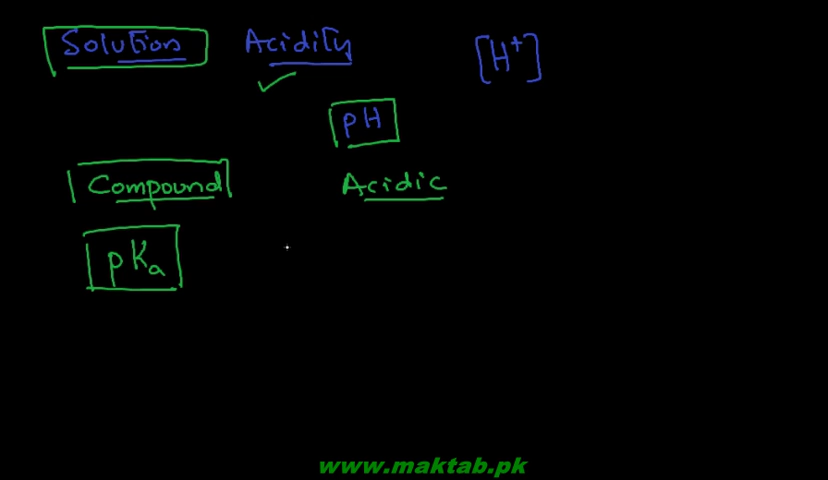 Solution Acidity [H+]
pH
Compound Acidic
pKa
www.maktab.pk